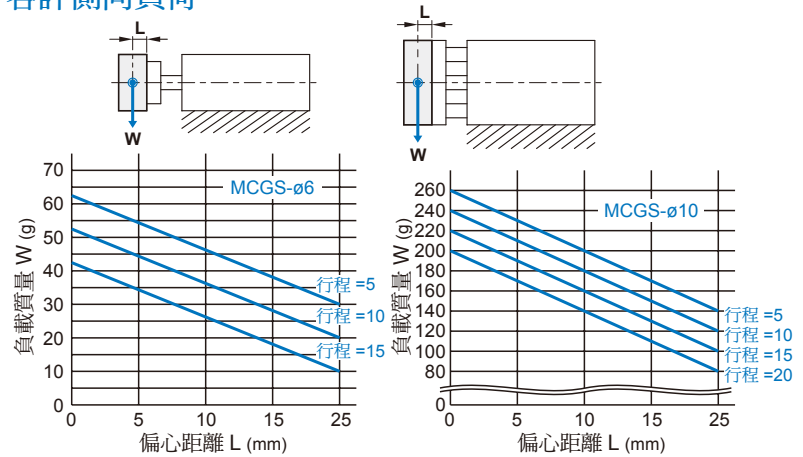 容許側向負荷
L
W
L
W
MCGS-ø6
負載質量 W (g)
70
60
50
40
30
20
10
0
行程 =5
行程 =10
行程 =15
0 5 10 15 25
偏心距離 L (mm)
MCGS-ø10
負載質量 W (g)
260
240
220
200
180
160
140
120
100
80
0
行程 =5
行程 =10
行程 =15
行程 =20
0 5 10 15 25
偏心距離 L (mm)